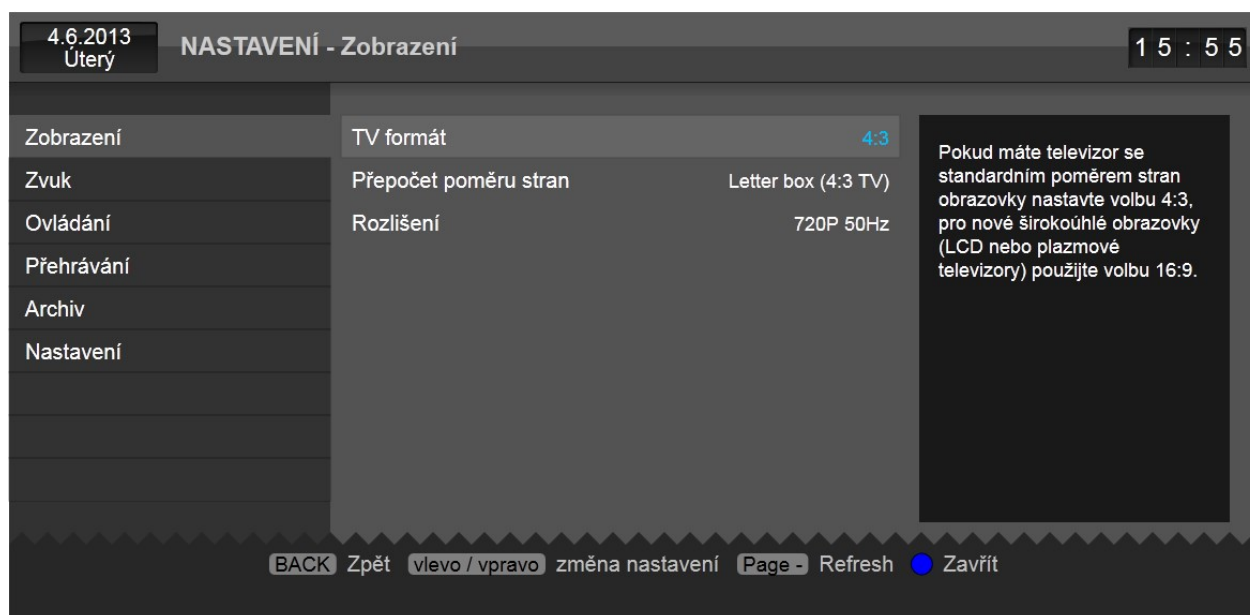 4.6.2013
Úterý
NASTAVENÍ - Zobrazení
15:55
Zobrazení
Zvuk
Ovládání
Přehrávání
Archiv
Nastavení
TV formát 4:3
Přepočet poměru stran Letter box (4:3 TV)
Rozlišení 720P 50Hz
Pokud máte televizor se
standardním poměrem stran
obrazovky nastavte volbu 4:3,
pro nové širokoúhlé obrazovky
(LCD nebo plazmové
televizory) použijte volbu 16:9.
BACK Zpět vlevo / vpravo změna nastavení Page - Refresh Zavřít